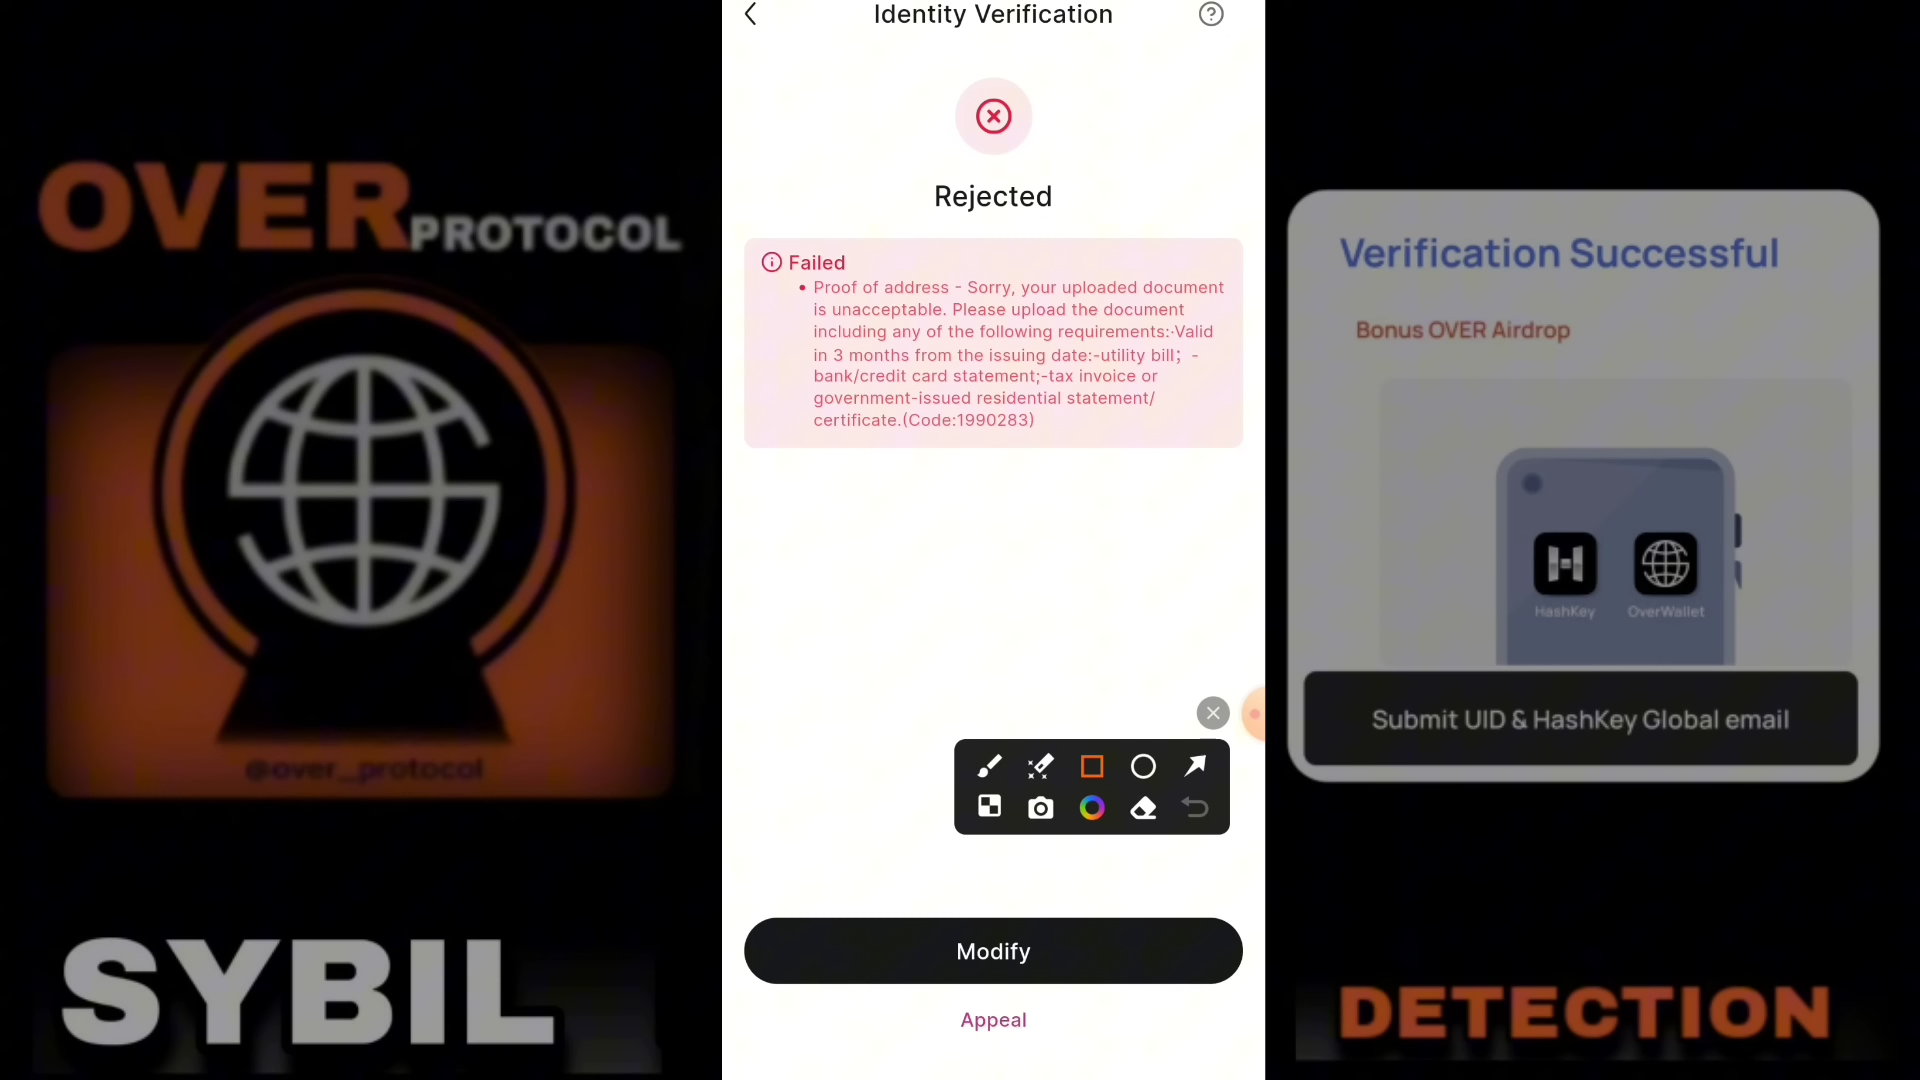 OVER PROTOCOL
@over_protocol
SYBIL
Identity Verification
Rejected
Failed
• Proof of address - Sorry, your uploaded document
is unacceptable. Please upload the document
including any of the following requirements:·Valid
in 3 months from the issuing date:-utility bill；-
bank/credit card statement;-tax invoice or
government-issued residential statement/
certificate.(Code:1990283)
Modify
Appeal
Verification Successful
Bonus OVER Airdrop
HashKey
OverWallet
Submit UID & HashKey Global email
DETECTION